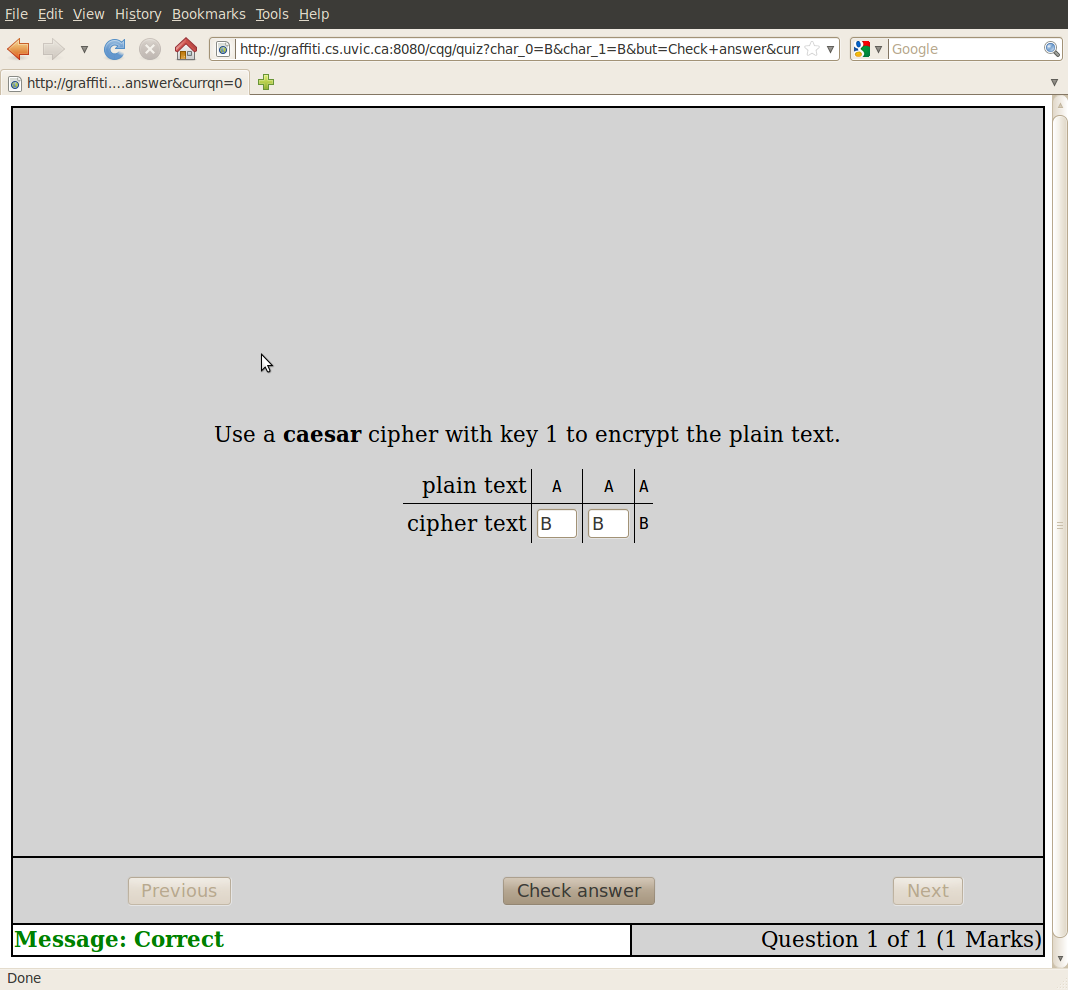 File Edit View History Bookmarks Tools Help
http://graffiti.cs.uvic.ca:8080/cqg/quiz?char_0=B&char_1=B&but=Check+answer&curr Google
http://graffiti....answer&currqn=0
Use a caesar cipher with key 1 to encrypt the plain text.
plain text A A A
cipher text B B B
Previous Check answer Next
Message: Correct Question 1 of 1 (1 Marks)
Done